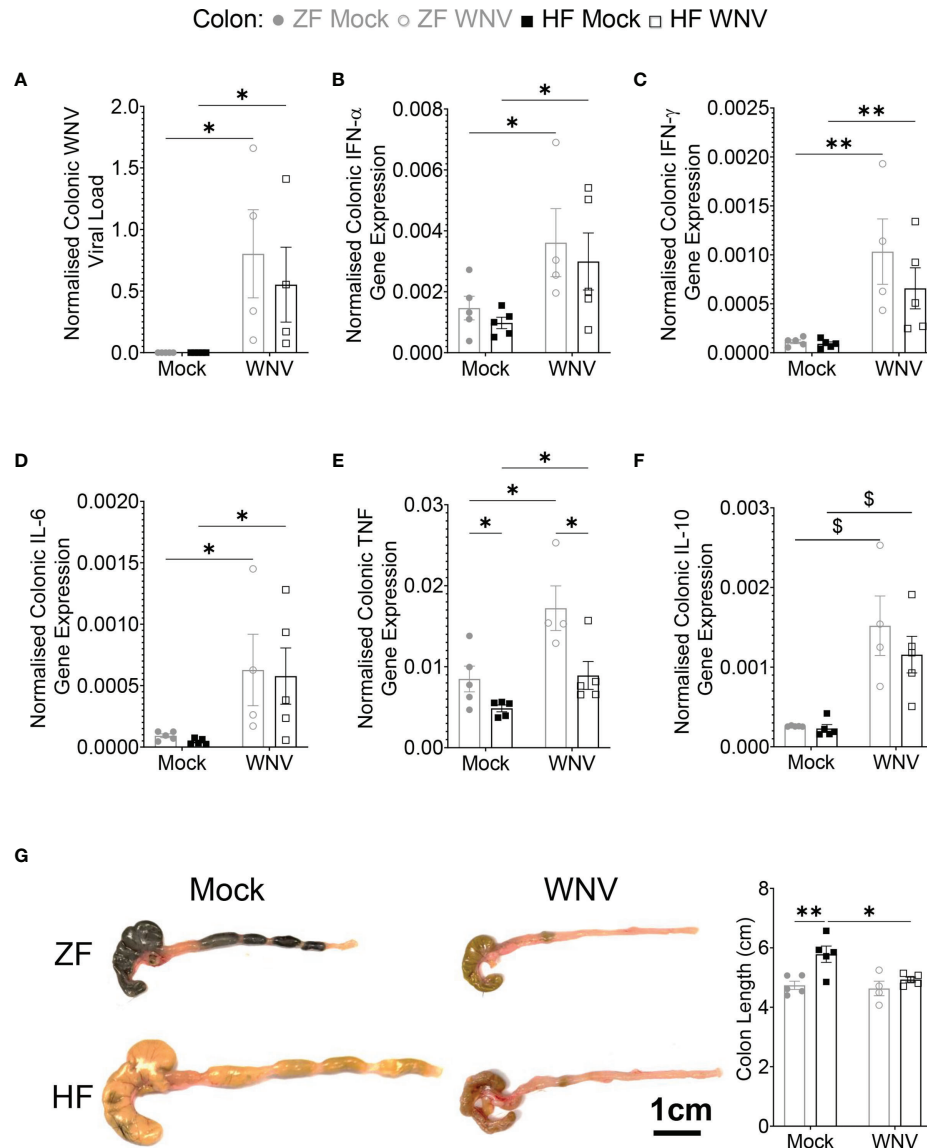 Colon: ● ZF Mock ○ ZF WNV ■ HF Mock □ HF WNV
A
Normalised Colonic WNV
Viral Load
2.0
1.5
1.0
0.5
0.0
*
*
Mock
WNV
B
Normalised Colonic IFN-α
Gene Expression
0.008
0.006
0.004
0.002
0.000
*
*
Mock
WNV
C
Normalised Colonic IFN-γ
Gene Expression
0.0025
0.0020
0.0015
0.0010
0.0005
0.0000
**
**
Mock
WNV
D
Normalised Colonic IL-6
Gene Expression
0.0020
0.0015
0.0010
0.0005
0.0000
*
*
Mock
WNV
E
Normalised Colonic TNF
Gene Expression
0.03
0.02
0.01
0.00
*
*
*
*
Mock
WNV
F
Normalised Colonic IL-10
Gene Expression
0.003
0.002
0.001
0.000
$
$
Mock
WNV
G
Mock
WNV
ZF
HF
1cm
Colon Length (cm)
8
6
4
2
0
**
*
Mock
WNV